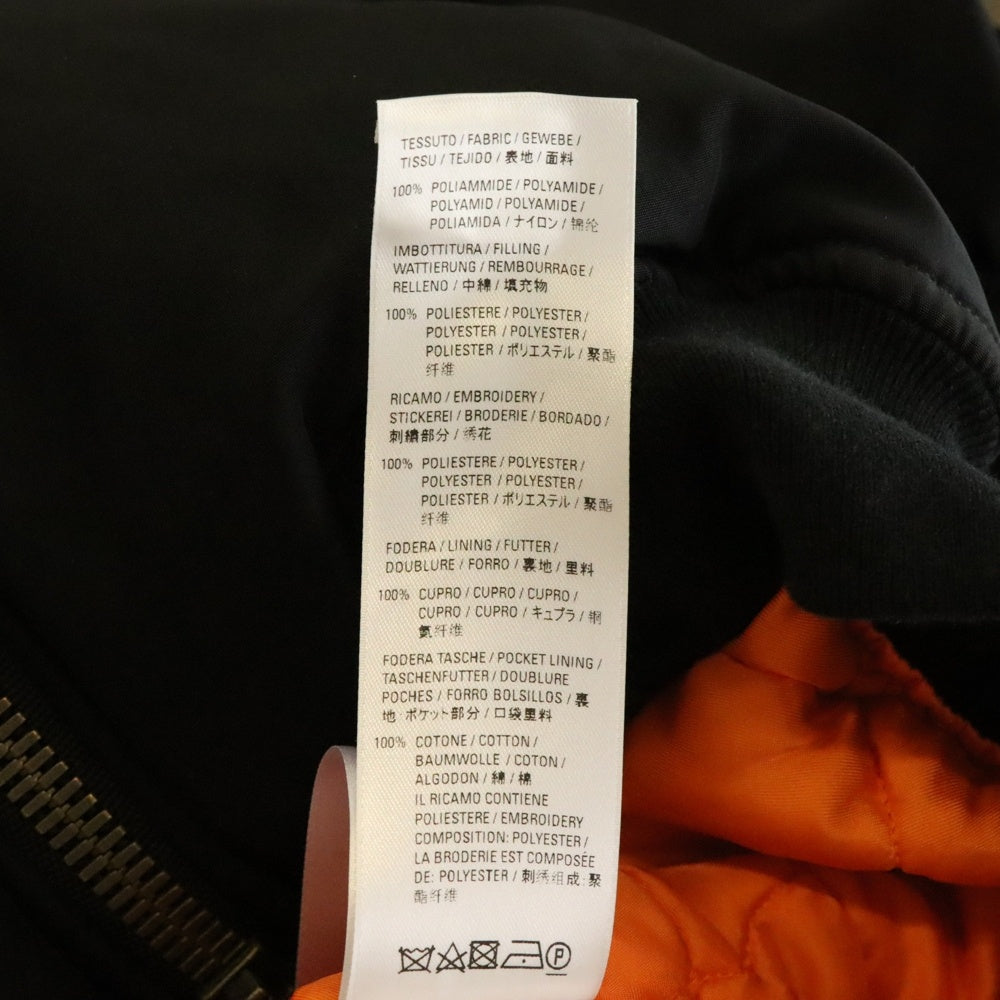 TESSUTO / FABRIC / GEWEBE /
TISSU / TEJIDO / 表地 / 面料
100% POLIAMMIDE / POLYAMIDE /
POLYAMID / POLYAMIDE /
POLIAMIDA / ナイロン / 锦纶
IMBOTTITURA / FILLING /
WATTIERUNG / REMBOURRAGE /
RELLENO / 中綿 / 填充物
100% POLIESTERE / POLYESTER /
POLYESTER / POLYESTER /
POLIESTER / ポリエステル / 聚酯
纤维
RICAMO / EMBROIDERY /
STICKEREI / BRODERIE / BORDADO /
刺繍部分 / 绣花
100% POLIESTERE / POLYESTER /
POLYESTER / POLYESTER /
POLIESTER / ポリエステル / 聚酯
纤维
FODERA / LINING / FUTTER /
DOUBLURE / FORRO / 裏地 / 里料
100% CUPRO / CUPRO / CUPRO /
CUPRO / CUPRO / キュプラ / 铜
氨纤维
FODERA TASCHE / POCKET LINING /
TASCHENFUTTER / DOUBLURE
POCHES / FORRO BOLSILLOS / 裏
地 ポケット部分 / 口袋里料
100% COTONE / COTTON /
BAUMWOLLE / COTON /
ALGODON / 綿 / 棉
IL RICAMO CONTIENE
POLIESTERE / EMBROIDERY
COMPOSITION: POLYESTER /
LA BRODERIE EST COMPOSÉE
DE: POLYESTER / 刺绣组成: 聚
酯纤维
P